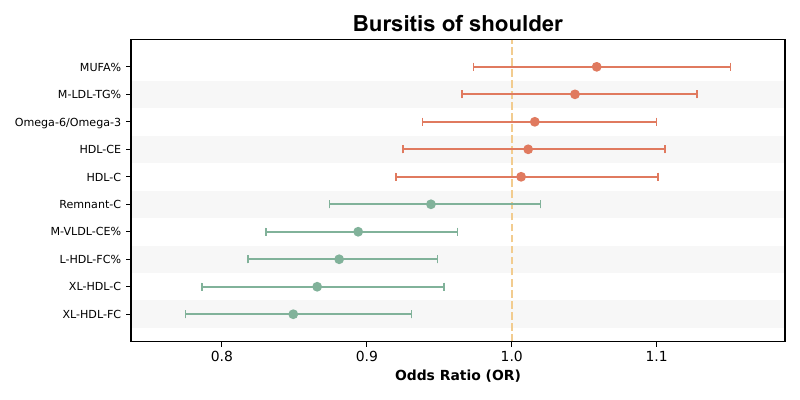 Bursitis of shoulder
MUFA%
M-LDL-TG%
Omega-6/Omega-3
HDL-CE
HDL-C
Remnant-C
M-VLDL-CE%
L-HDL-FC%
XL-HDL-C
XL-HDL-FC
0.8 0.9 1.0 1.1
Odds Ratio (OR)